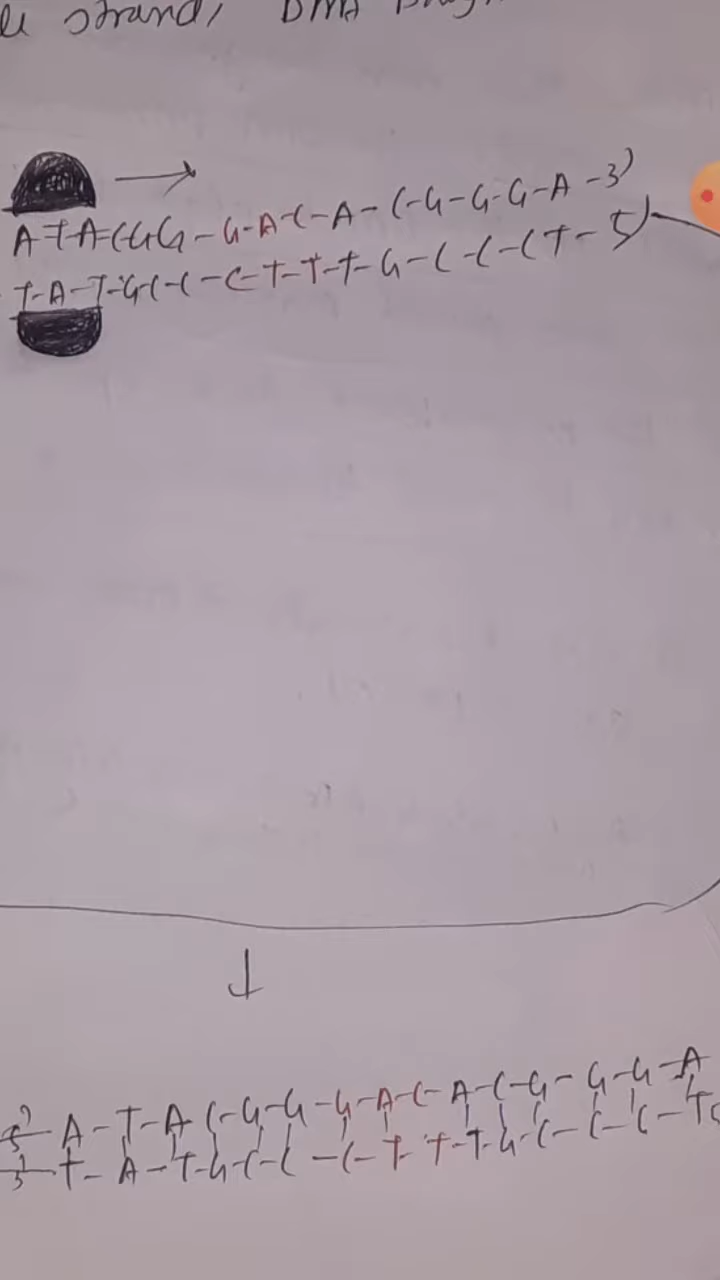 strand, DNA
A-T-A-C-G-G-G-A-C-A-C-G-G-G-A-3'
T-A-T-G-C-C-C-T-T-T-G-C-C-C-T-5'
5'-A-T-A-C-G-G-G-A-C-A-C-G-G-G-A
3'-T-A-T-G-C-C-C-T-T-T-G-C-C-C-T